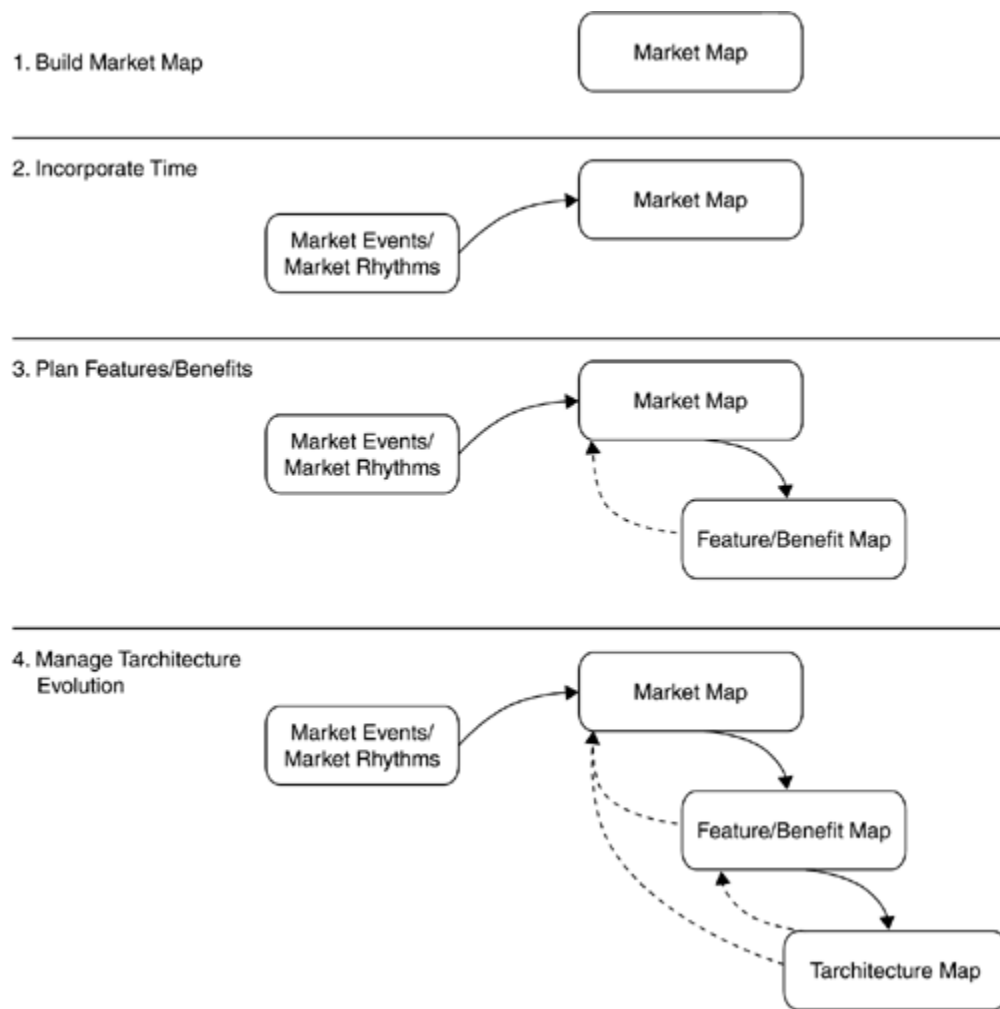 1. Build Market Map
Market Map
2. Incorporate Time
Market Map
Market Events/
Market Rhythms
3. Plan Features/Benefits
Market Map
Market Events/
Market Rhythms
Feature/Benefit Map
4. Manage Tarchitecture
Evolution
Market Map
Market Events/
Market Rhythms
Feature/Benefit Map
Tarchitecture Map